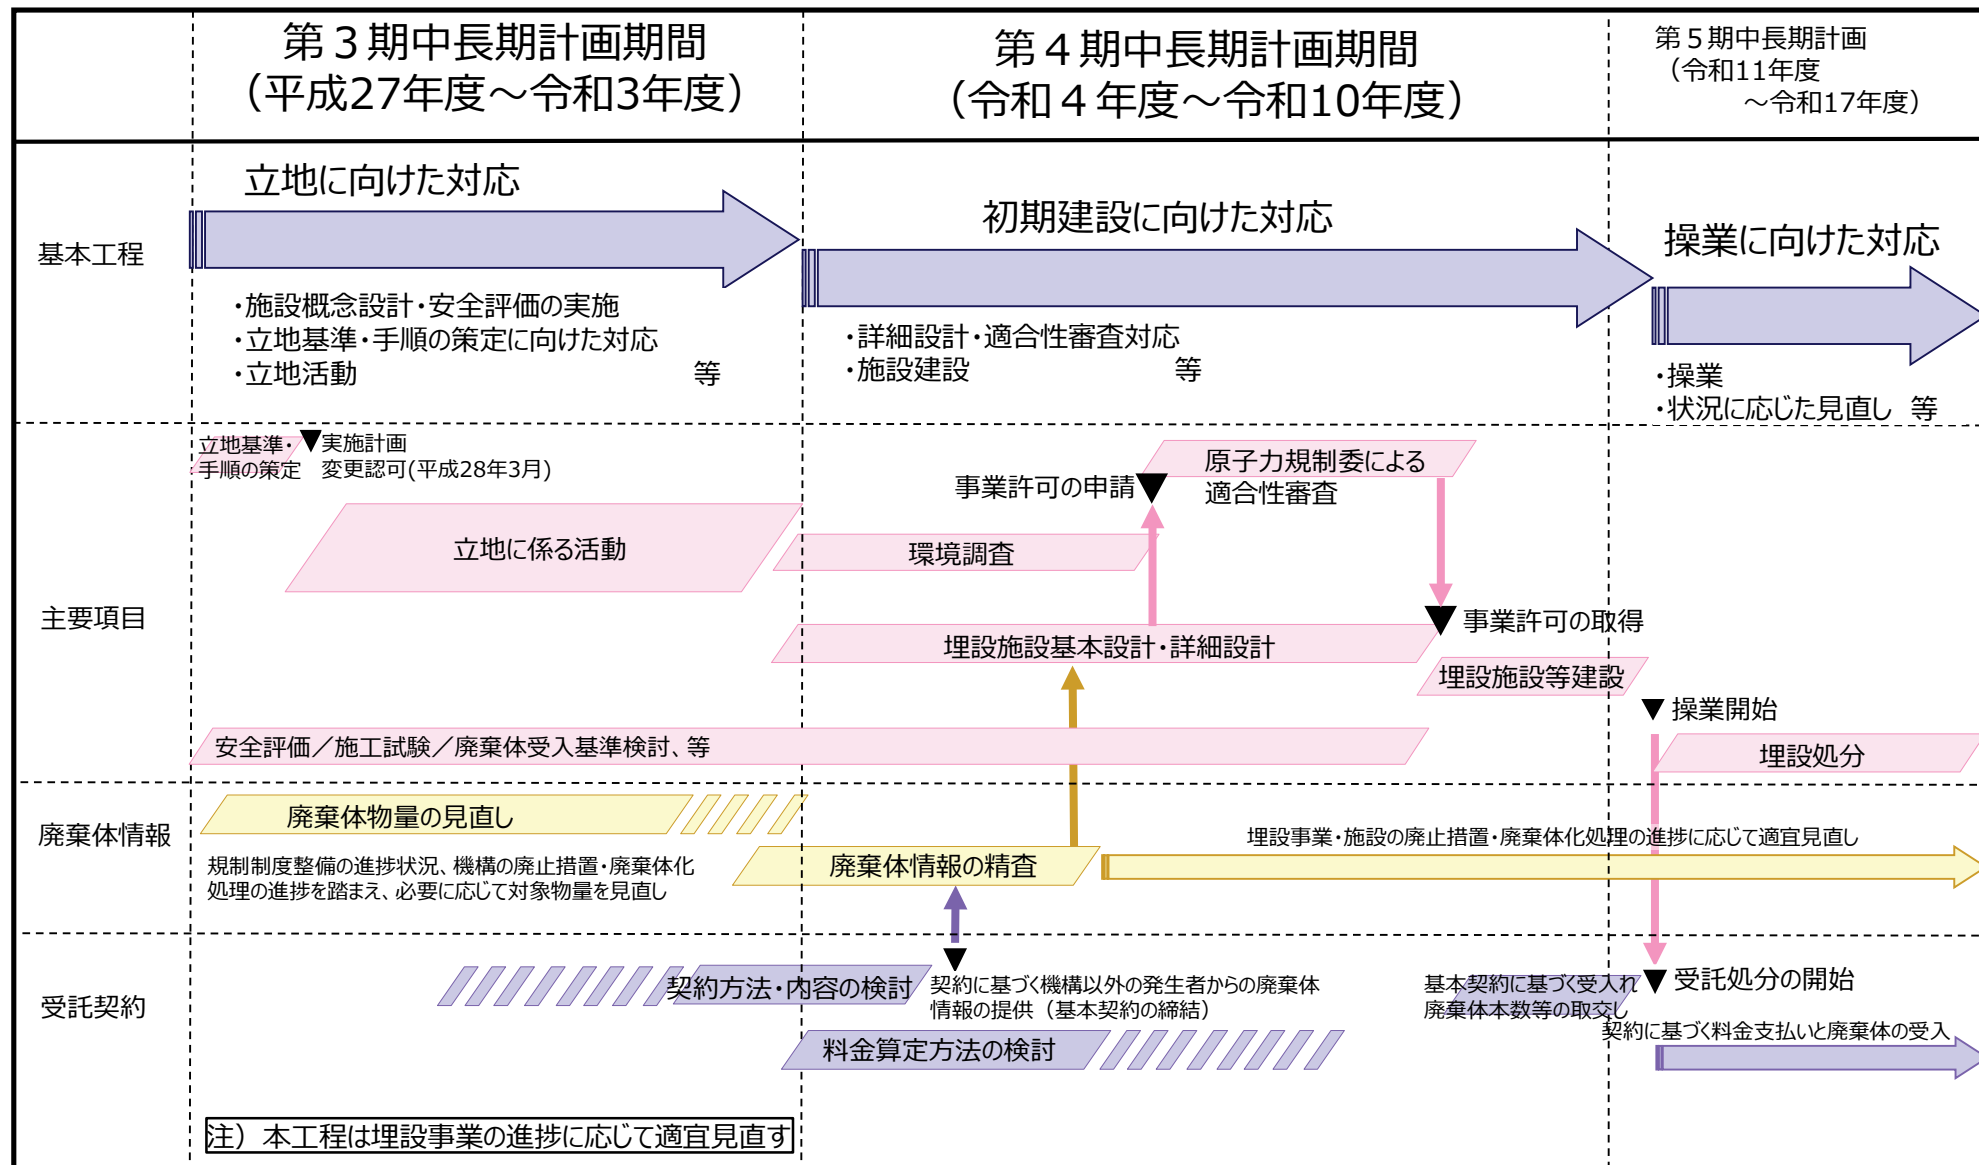 第３期中長期計画期間
（平成27年度～令和3年度）
第４期中長期計画期間
（令和４年度～令和10年度）
第５期中長期計画
（令和11年度
～令和17年度）
基本工程
立地に向けた対応
・施設概念設計・安全評価の実施
・立地基準・手順の策定に向けた対応
・立地活動 等
初期建設に向けた対応
・詳細設計・適合性審査対応
・施設建設 等
操業に向けた対応
・操業
・状況に応じた見直し 等
主要項目
立地基準・
手順の策定
実施計画
変更認可(平成28年3月)
立地に係る活動
環境調査
事業許可の申請
原子力規制委による
適合性審査
事業許可の取得
埋設施設基本設計・詳細設計
埋設施設等建設
操業開始
埋設処分
安全評価／施工試験／廃棄体受入基準検討、等
廃棄体情報
廃棄体物量の見直し
規制制度整備の進捗状況、機構の廃止措置・廃棄体化
処理の進捗を踏まえ、必要に応じて対象物量を見直し
廃棄体情報の精査
埋設事業・施設の廃止措置・廃棄体化処理の進捗に応じて適宜見直し
受託契約
契約方法・内容の検討
契約に基づく機構以外の発生者からの廃棄体
情報の提供（基本契約の締結）
料金算定方法の検討
基本契約に基づく受入れ
廃棄体本数等の取交し
受託処分の開始
契約に基づく料金支払いと廃棄体の受入
注）本工程は埋設事業の進捗に応じて適宜見直す